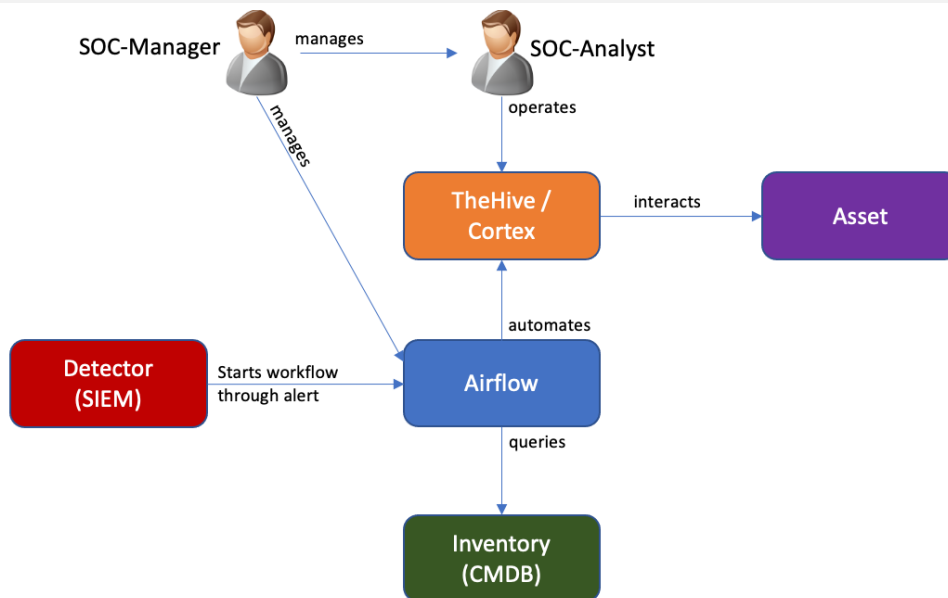 SOC-Manager
manages
SOC-Analyst
manages
operates
TheHive /
Cortex
interacts
Asset
automates
Detector
(SIEM)
Starts workflow
through alert
Airflow
queries
Inventory
(CMDB)